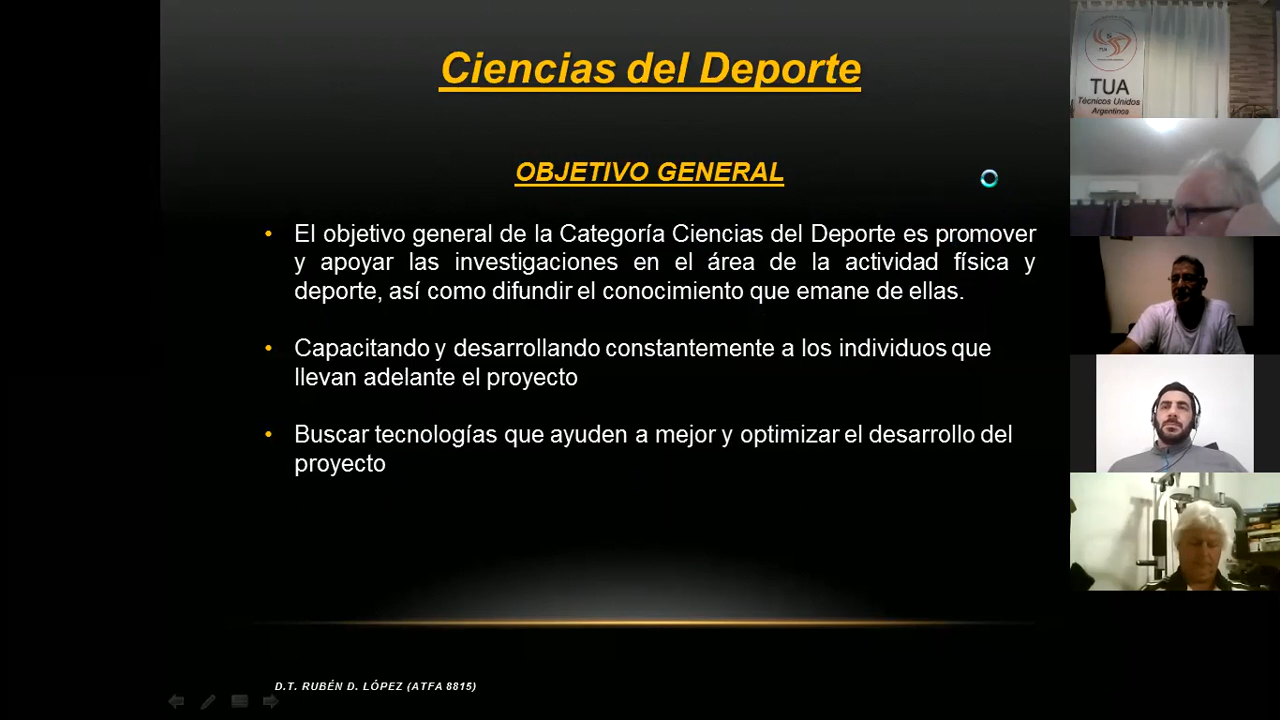 Ciencias del Deporte
OBJETIVO GENERAL
• El objetivo general de la Categoría Ciencias del Deporte es promover
y apoyar las investigaciones en el área de la actividad física y
deporte, así como difundir el conocimiento que emane de ellas.
• Capacitando y desarrollando constantemente a los individuos que
llevan adelante el proyecto
• Buscar tecnologías que ayuden a mejor y optimizar el desarrollo del
proyecto
D.T. RUBÉN D. LÓPEZ (ATFA 8815)
TUA
TUA
Técnicos Unidos
Argentinos